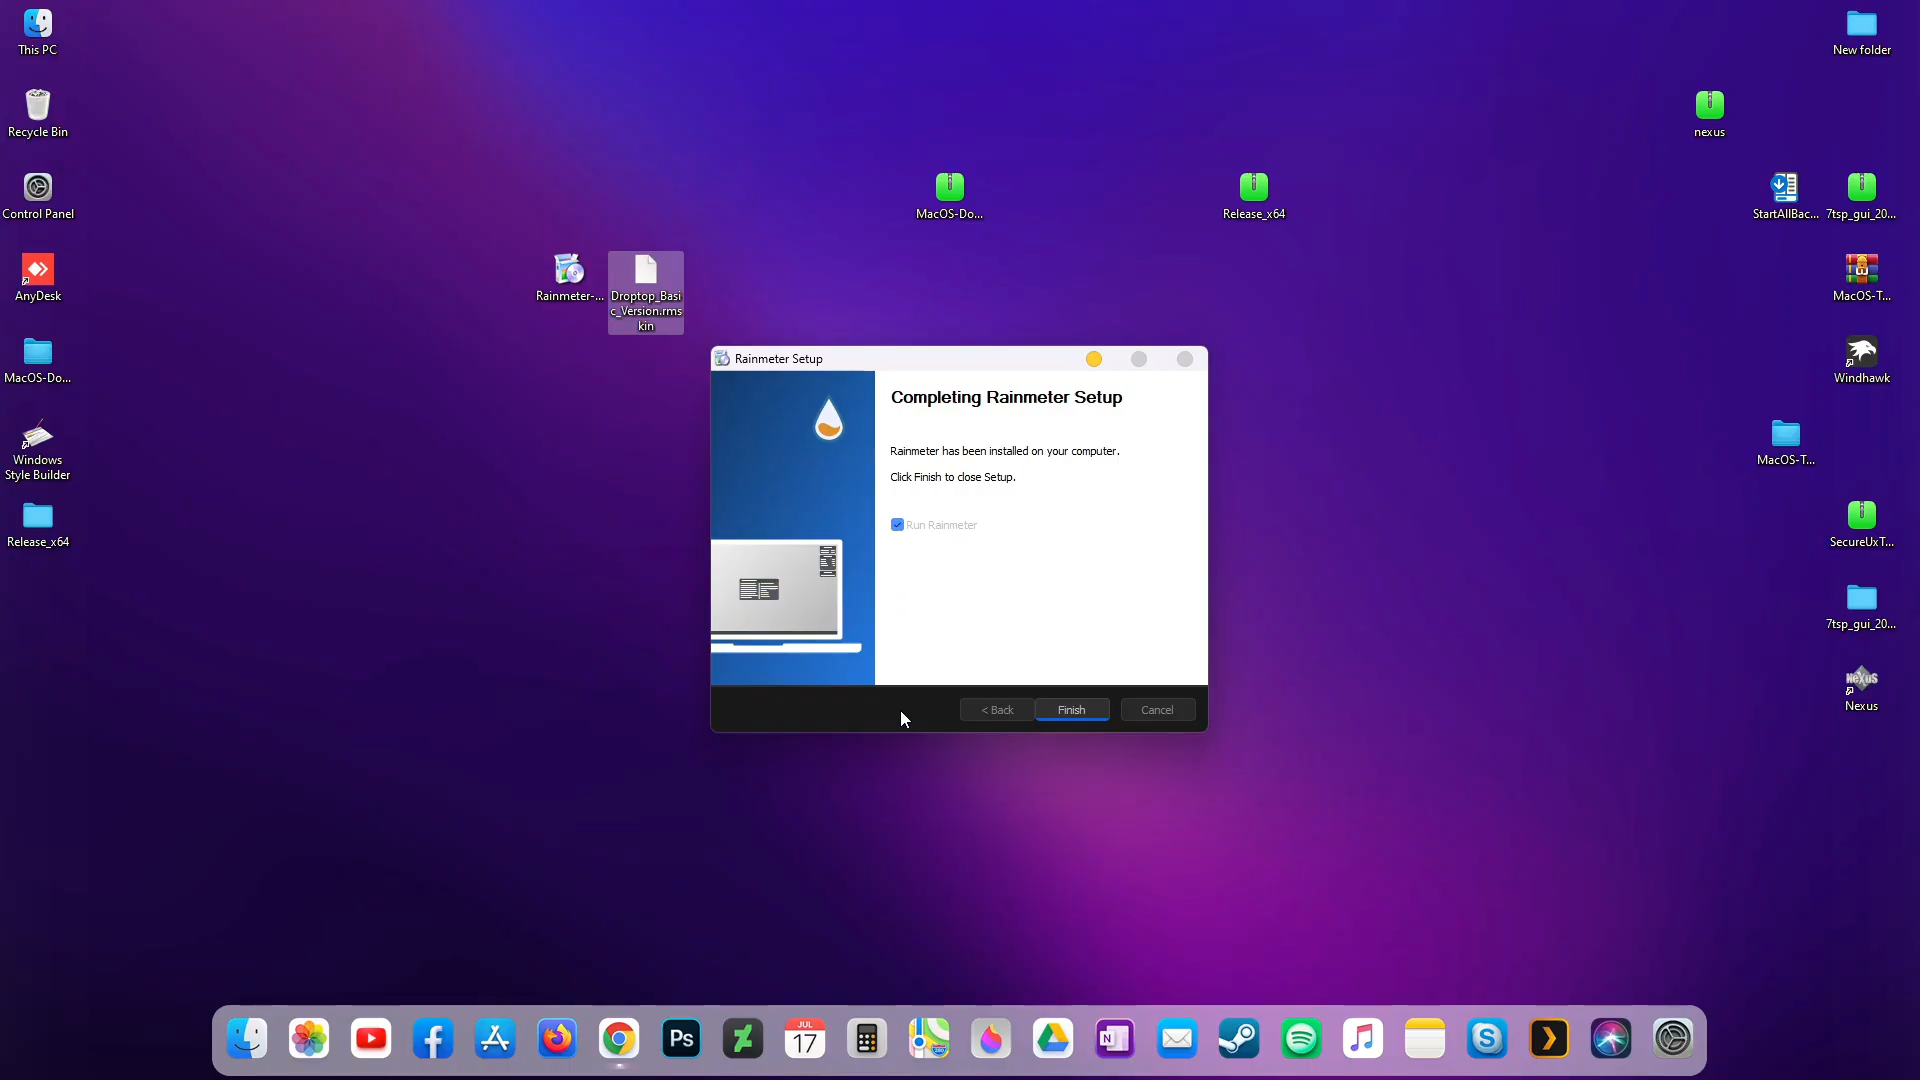 This PC
New folder
Recycle Bin
nexus
Control Panel
MacOS-Do...
Release_x64
StartAllBac...
7tsp_gui_20...
AnyDesk
Rainmeter-...
Droptop_Basi
c_Version.rms
kin
MacOS-T...
Rainmeter Setup
MacOS-Do...
Windhawk
Completing Rainmeter Setup
Rainmeter has been installed on your computer.
Click Finish to close Setup.
Windows
Style Builder
MacOS-T...
Run Rainmeter
Release_x64
SecureUxT...
7tsp_gui_20...
NeXuS
Nexus
< Back
Finish
Cancel
Ps
JUL
17
N
S